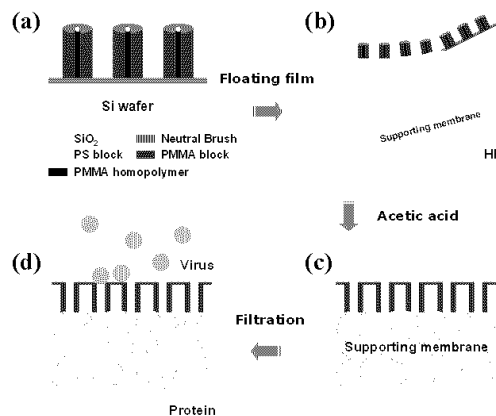 (a)
(b)
Floating film
Si wafer
Supporting membrane
SiO2
Neutral Brush
PS block
PMMA block
PMMA homopolymer
Acetic acid
(d)
Virus
(c)
Filtration
Supporting membrane
Protein